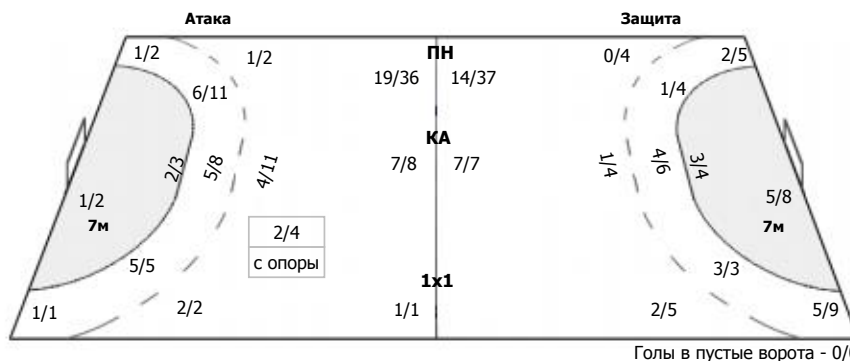 Атака Защита
1/2 1/2 ПН 0/4 2/5
19/36 14/37
6/11 1/4
КА
2/3 5/8 4/11 7/8 7/7 1/4 4/6 3/4
1/2 5/8
7м 7м
2/4
с опоры
5/5 3/3
1x1
1/1 2/2 1/1 2/5 5/9
Голы в пустые ворота - 0/